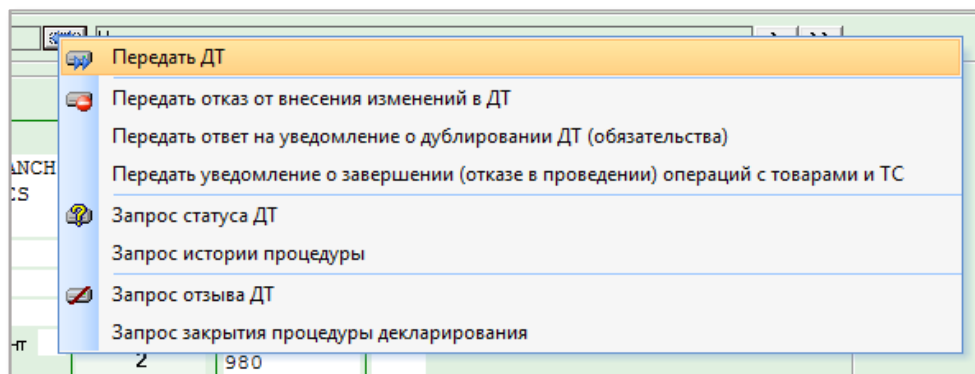 Передать ДТ
Передать отказ от внесения изменений в ДТ
Передать ответ на уведомление о дублировании ДТ (обязательства)
ANCH
Передать уведомление о завершении (отказе в проведении) операций с товарами и ТС
Запрос статуса ДТ
Запрос истории процедуры
Запрос отзыва ДТ
Запрос закрытия процедуры декларирования
2 980